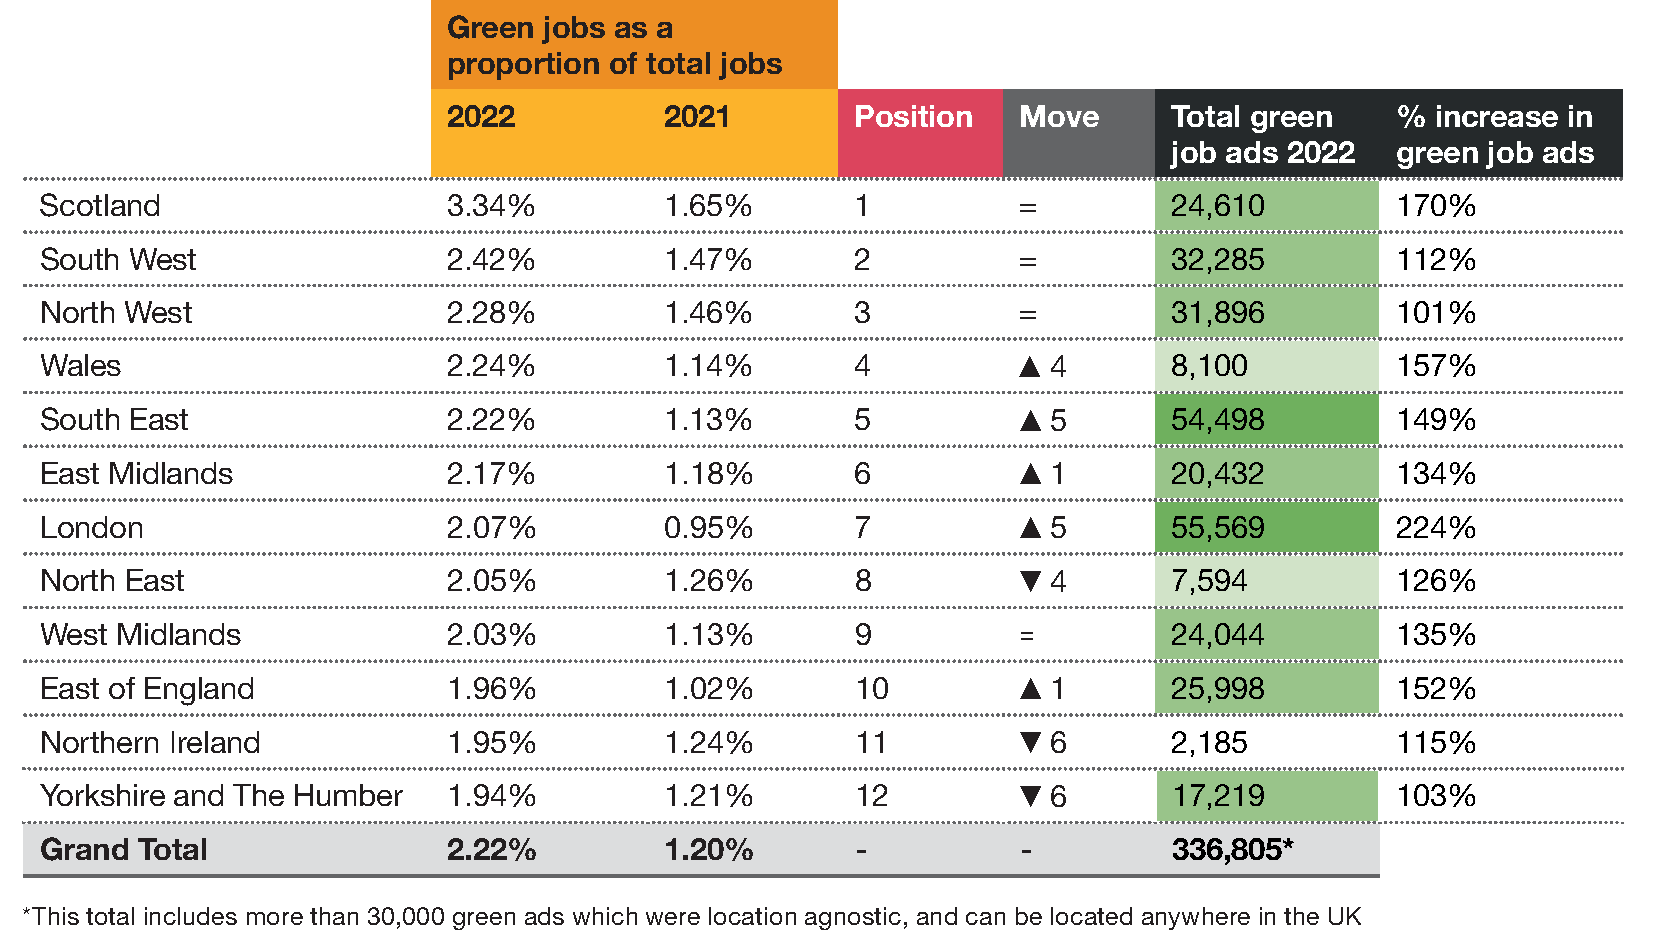 Green jobs as a
proportion of total jobs
2022 2021 Position Move Total green % increase in
job ads 2022 green job ads
Scotland 3.34% 1.65% 1 = 24,610 170%
South West 2.42% 1.47% 2 = 32,285 112%
North West 2.28% 1.46% 3 = 31,896 101%
Wales 2.24% 1.14% 4 ▲ 4 8,100 157%
South East 2.22% 1.13% 5 ▲ 5 54,498 149%
East Midlands 2.17% 1.18% 6 ▲ 1 20,432 134%
London 2.07% 0.95% 7 ▲ 5 55,569 224%
North East 2.05% 1.26% 8 ▼ 4 7,594 126%
West Midlands 2.03% 1.13% 9 = 24,044 135%
East of England 1.96% 1.02% 10 ▲ 1 25,998 152%
Northern Ireland 1.95% 1.24% 11 ▼ 6 2,185 115%
Yorkshire and The Humber 1.94% 1.21% 12 ▼ 6 17,219 103%
Grand Total 2.22% 1.20% - - 336,805*
*This total includes more than 30,000 green ads which were location agnostic, and can be located anywhere in the UK